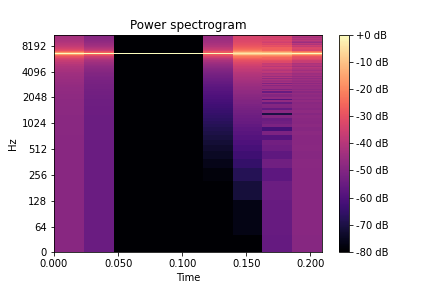 Power spectrogram
8192
4096
2048
1024
512
256
128
64
0
Hz
0.000 0.050 0.100 0.150 0.200
Time
+0 dB
-10 dB
-20 dB
-30 dB
-40 dB
-50 dB
-60 dB
-70 dB
-80 dB